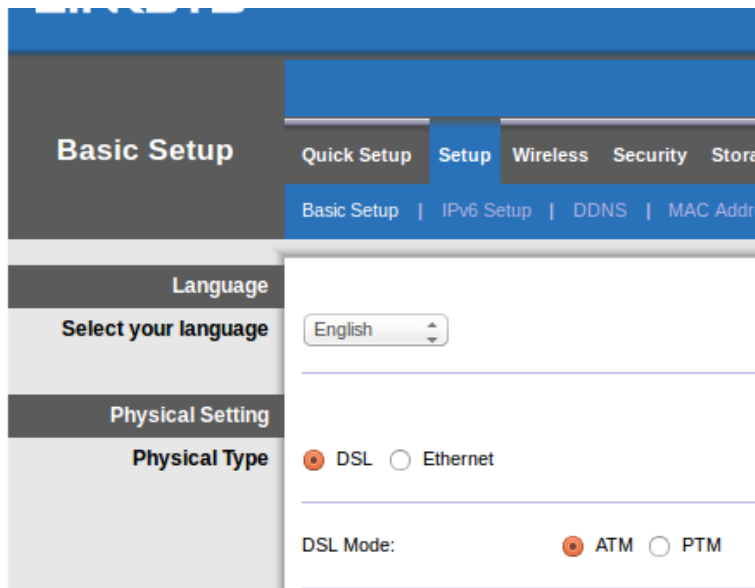 Basic Setup
Quick Setup Setup Wireless Security
Basic Setup | IPv6 Setup | DDNS | MAC
Language
Select your language English
Physical Setting
Physical Type DSL Ethernet
DSL Mode: ATM PTM